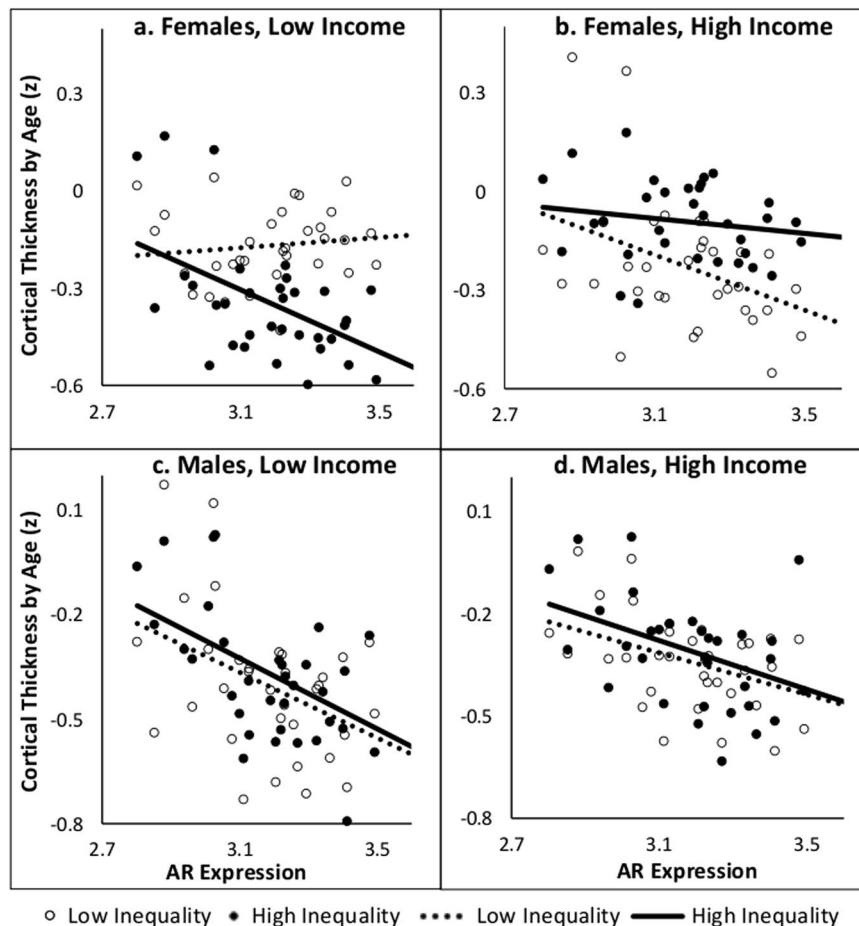 a. Females, Low Income
b. Females, High Income
Cortical Thickness by Age (z)
0.3
0
-0.3
-0.6
2.7
3.1
3.5
0.3
0
-0.3
-0.6
2.7
3.1
3.5
c. Males, Low Income
d. Males, High Income
Cortical Thickness by Age (z)
0.1
-0.2
-0.5
-0.8
2.7
3.1
3.5
AR Expression
0.1
-0.2
-0.5
-0.8
2.7
3.1
3.5
AR Expression
Low Inequality
High Inequality
Low Inequality
High Inequality